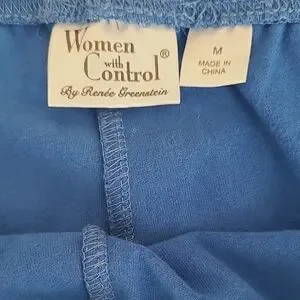 Women
with
Control®
By Renée Greenstein
M
MADE IN
CHINA